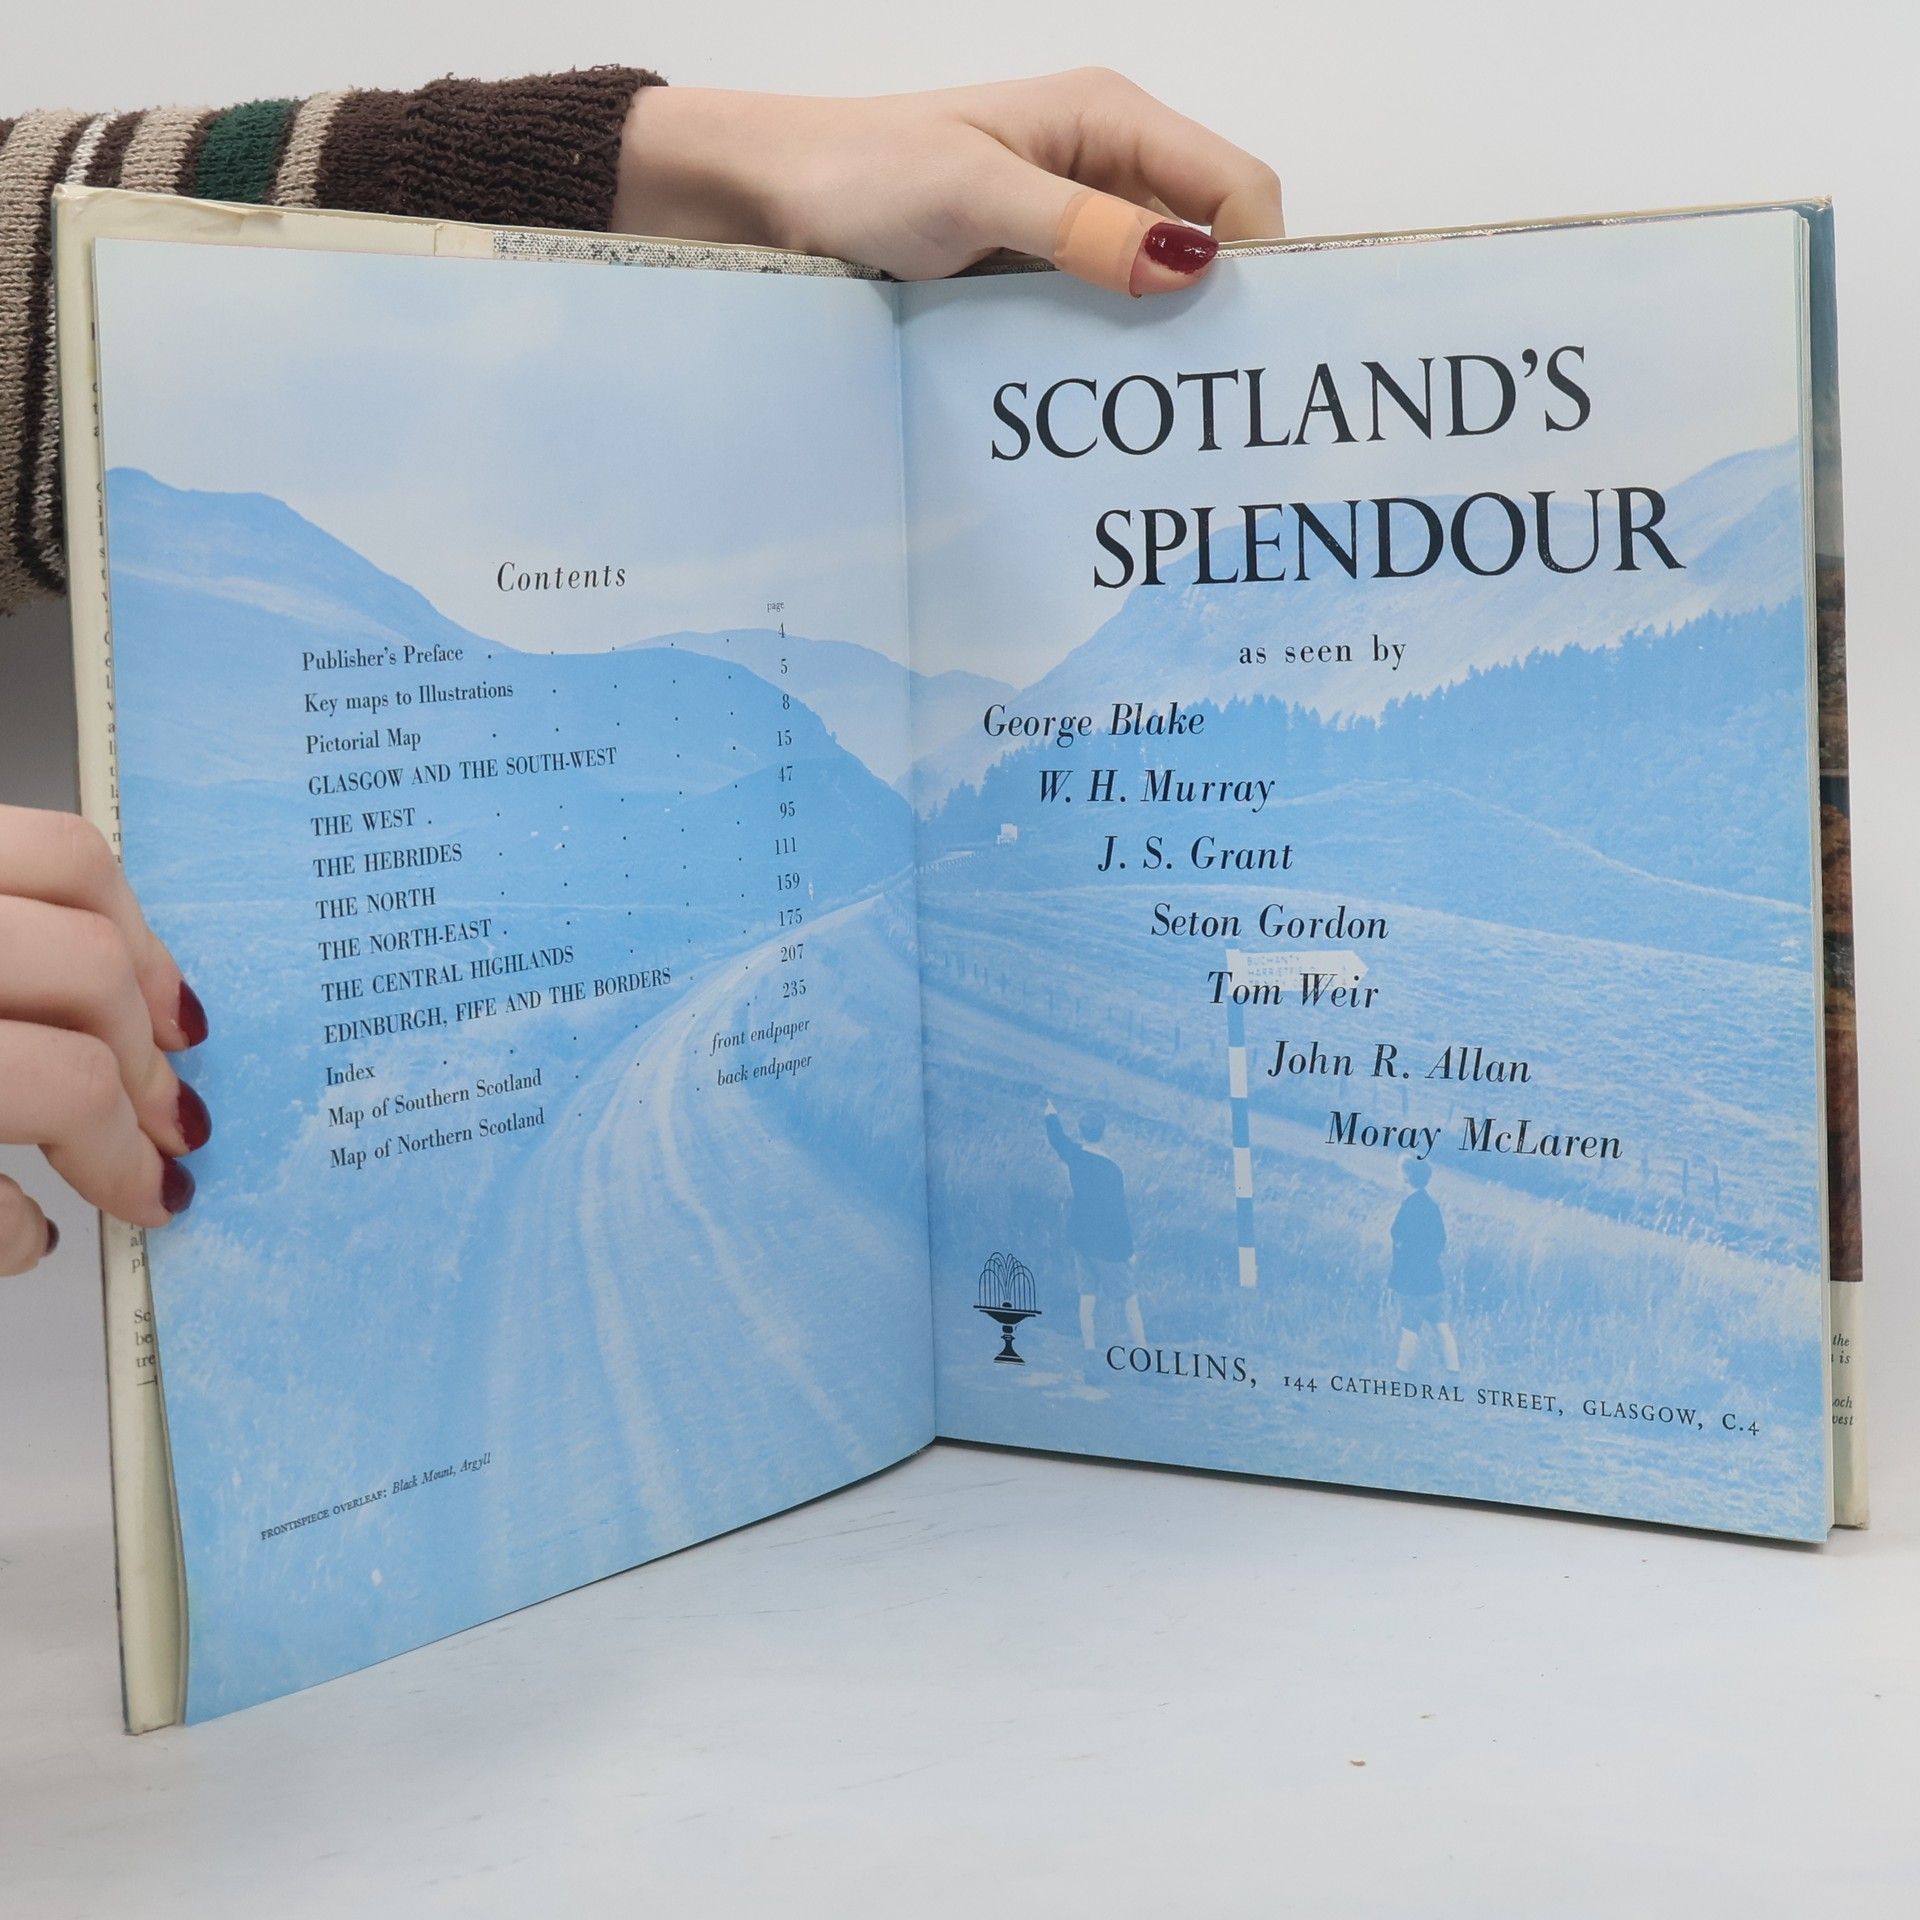 Contents
page
Publisher's Preface . . . . 4
Key maps to Illustrations . . . . 5
Pictorial Map . . . . . 8
GLASGOW AND THE SOUTH-WEST . . 15
THE WEST . . . . . 47
THE HEBRIDES . . . . . 95
THE NORTH . . . . . 111
THE NORTH-EAST . . . . 159
THE CENTRAL HIGHLANDS . . . 175
EDINBURGH, FIFE AND THE BORDERS . . 207
Index . . . . . 235
Map of Southern Scotland . . . front endpaper
Map of Northern Scotland . . . back endpaper
FRONTISPIECE OVERLEAF: Black Mount, Argyll
SCOTLAND'S
SPLENDOUR
as seen by
George Blake
W. H. Murray
J. S. Grant
Seton Gordon
BUCHANTY
Tom Weir
John R. Allan
Moray McLaren
COLLINS, 144 CATHEDRAL STREET, GLASGOW, C.4
the
is